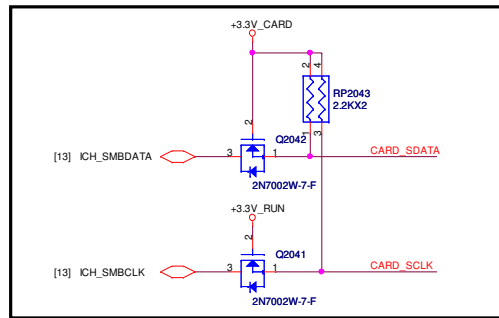 +3.3V_CARD
2 4
RP2043
2.2KX2
2 1 3
Q2042
[13] ICH_SMBDATA 3 1 CARD_SDATA
2N7002W-7-F
+3.3V_RUN
2
Q2041
[13] ICH_SMBCLK 3 1 CARD_SCLK
2N7002W-7-F